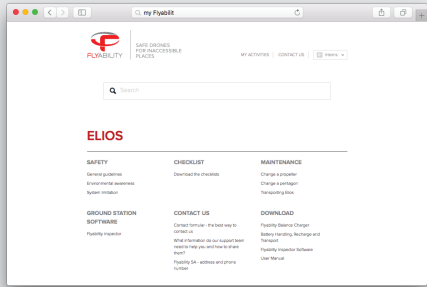 my Flyabilit
FLYABILITY
SAFE DRONES
FOR INACCESSIBLE
PLACES
MY ACTIVITIES
CONTACT US
Search
ELIOS
SAFETY
General guidelines
Environmental awareness
System limitation
CHECKLIST
Download the checklists
MAINTENANCE
Change a propeller
Change a pentagon
Transporting Elios
GROUND STATION
SOFTWARE
Flyability Inspector
CONTACT US
Contact formular - the best way to
contact us
What information do our support team
need to help you and how to share
them?
Flyability SA - address and phone
number
DOWNLOAD
Flyability Balance Charger
Battery Handling, Recharge and
Transport
Flyability Inspector Software
User Manual